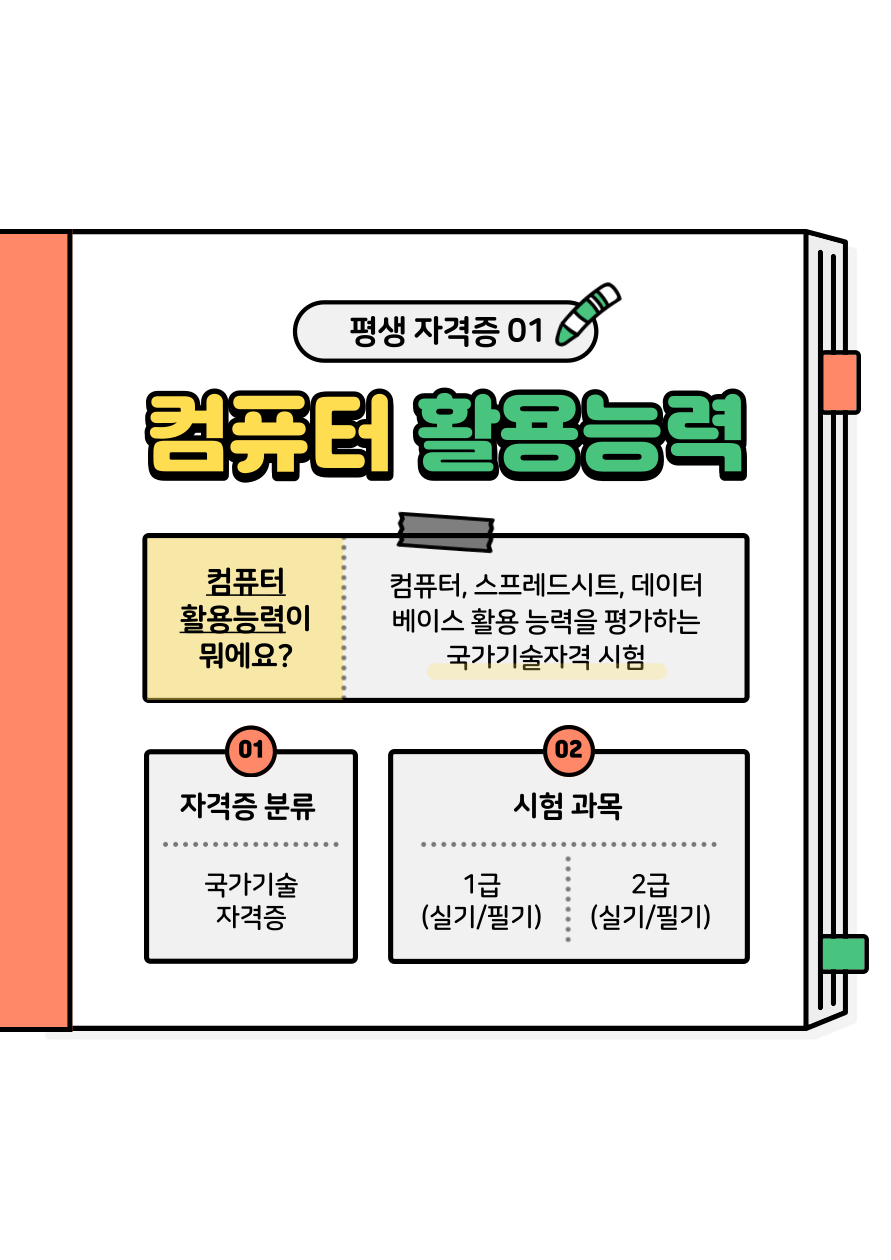 평생 자격증 01
컴퓨터 활용능력
컴퓨터
활용능력이
뭐에요?
컴퓨터, 스프레드시트, 데이터
베이스 활용 능력을 평가하는
국가기술자격 시험
01
자격증 분류
국가기술
자격증
02
시험 과목
1급
(실기/필기)
2급
(실기/필기)